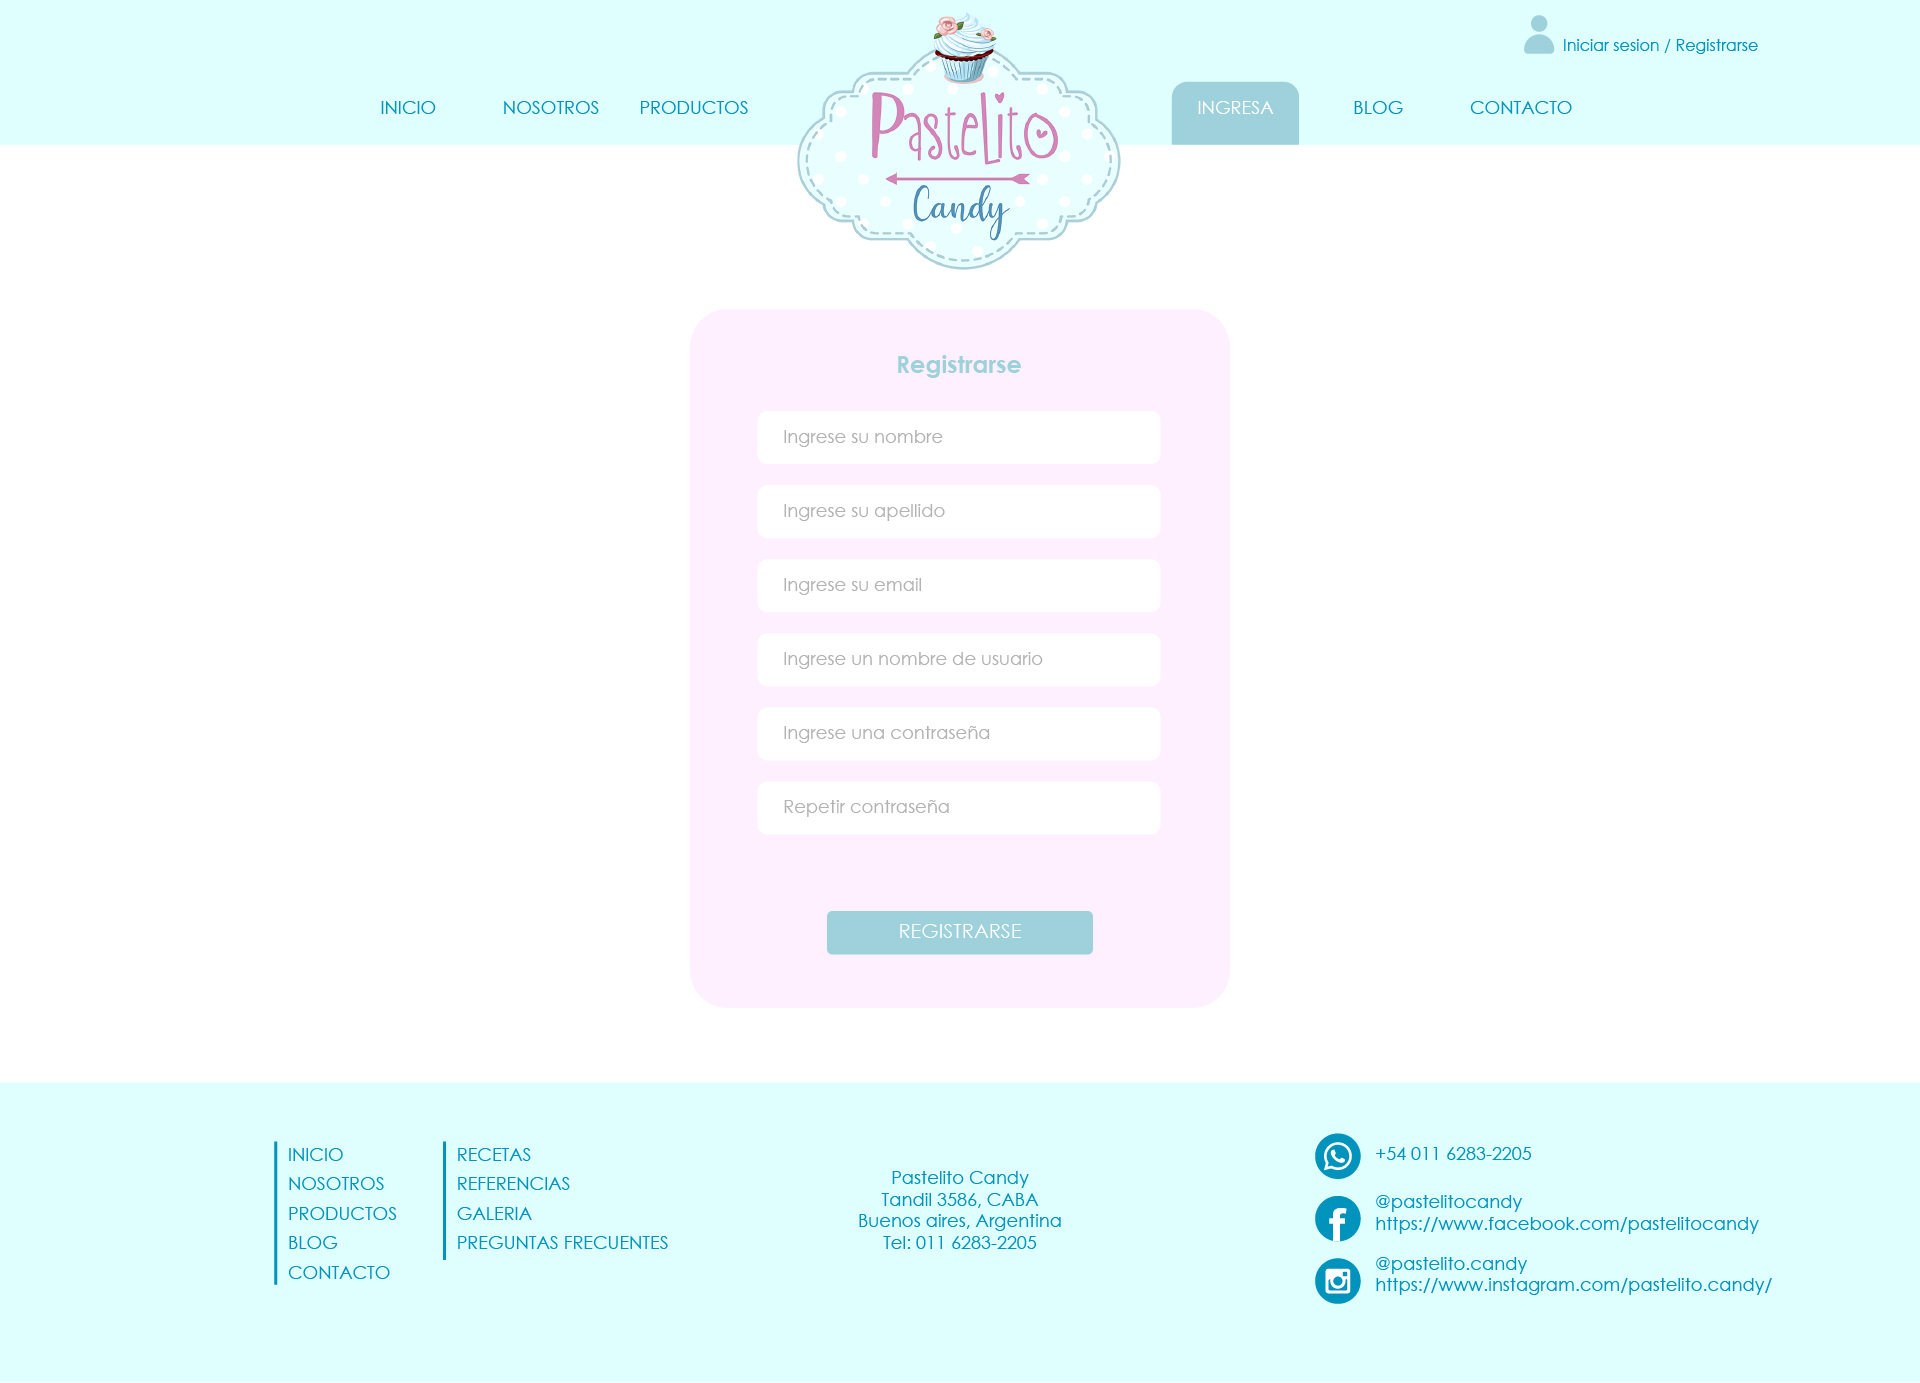 Iniciar sesion / Registrarse
INICIO
NOSOTROS
PRODUCTOS
Pastelito
Candy
INGRESA
BLOG
CONTACTO
Registrarse
Ingrese su nombre
Ingrese su apellido
Ingrese su email
Ingrese un nombre de usuario
Ingrese una contraseña
Repetir contraseña
REGISTRARSE
INICIO
NOSOTROS
PRODUCTOS
BLOG
CONTACTO
RECETAS
REFERENCIAS
GALERIA
PREGUNTAS FRECUENTES
Pastelito Candy
Tandil 3586, CABA
Buenos aires, Argentina
Tel: 011 6283-2205
+54 011 6283-2205
@pastelitocandy
https://www.facebook.com/pastelitocandy
@pastelito.candy
https://www.instagram.com/pastelito.candy/